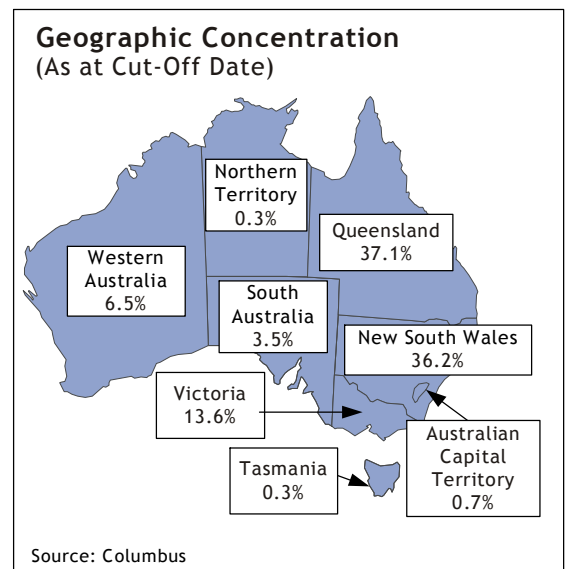 Geographic Concentration
(As at Cut-Off Date)
Northern
Territory
0.3%
Queensland
37.1%
Western
Australia
6.5%
South
Australia
3.5%
New South Wales
36.2%
Victoria
13.6%
Australian
Capital
Territory
0.7%
Tasmania
0.3%
Source: Columbus